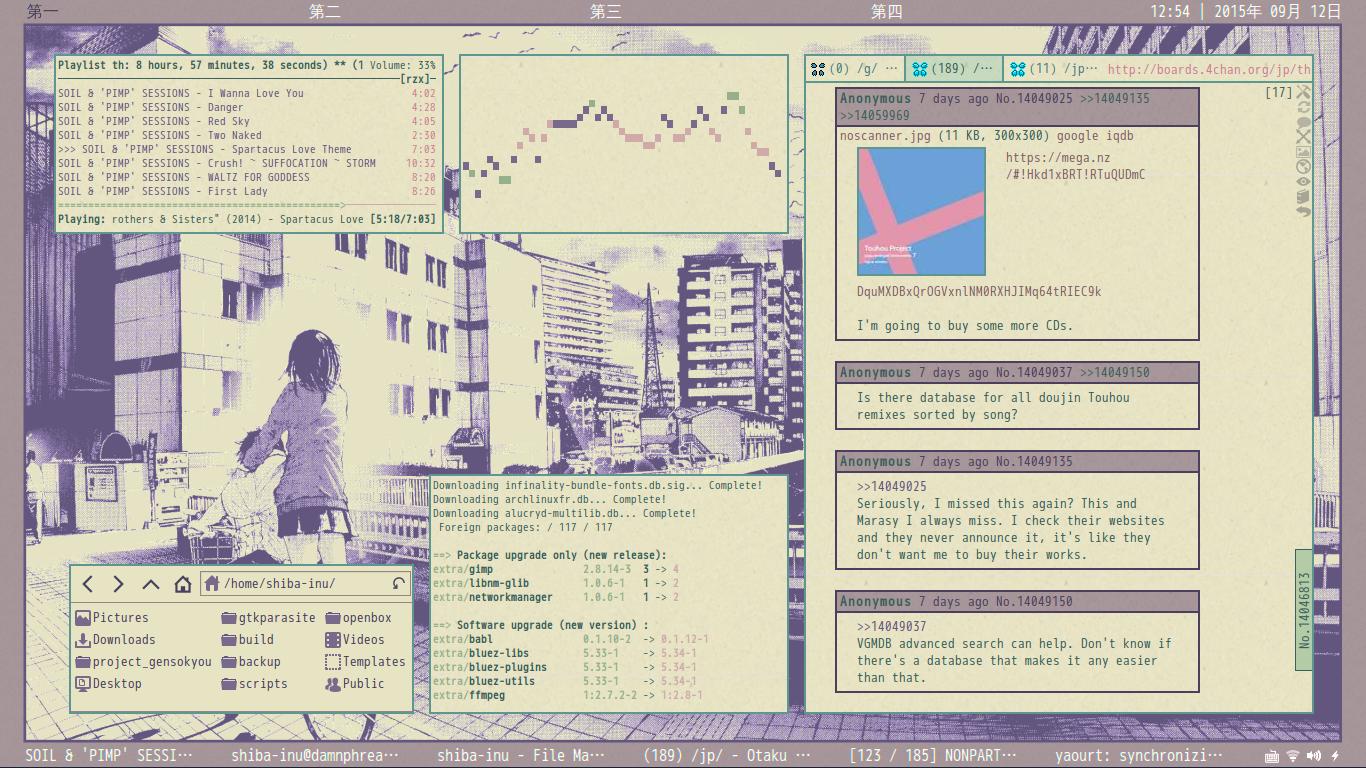 第一 第二 第三 第四 12:54 | 2015年 09月 12日
Playlist th: 8 hours, 57 minutes, 38 seconds) ** (1 Volume: 33%
[rzx]
SOIL & 'PIMP' SESSIONS - I Wanna Love You 4:02
SOIL & 'PIMP' SESSIONS - Danger 4:28
SOIL & 'PIMP' SESSIONS - Red Sky 4:05
SOIL & 'PIMP' SESSIONS - Two Naked 2:30
>>> SOIL & 'PIMP' SESSIONS - Spartacus Love Theme 7:03
SOIL & 'PIMP' SESSIONS - Crush! ~ SUFFOCATION ~ STORM 10:32
SOIL & 'PIMP' SESSIONS - WALTZ FOR GODDESS 8:20
SOIL & 'PIMP' SESSIONS - First Lady 8:26
Playing: rothers & Sisters" (2014) - Spartacus Love [5:18/7:03]
/home/shiba-inu/
Pictures gtkparasite openbox
Downloads build Videos
project_gensokyou backup Templates
Desktop scripts Public
Downloading infinality-bundle-fonts.db.sig... Complete!
Downloading archlinuxfr.db... Complete!
Downloading alucryd-multilib.db... Complete!
Foreign packages: / 117 / 117
==> Package upgrade only (new release):
extra/gimp 2.8.14-3 3 -> 4
extra/libnm-glib 1.0.6-1 1 -> 2
extra/networkmanager 1.0.6-1 1 -> 2
==> Software upgrade (new version) :
extra/babl 0.1.10-2 -> 0.1.12-1
extra/bluez-libs 5.33-1 -> 5.34-1
extra/bluez-plugins 5.33-1 -> 5.34-1
extra/bluez-utils 5.33-1 -> 5.34-1
extra/ffmpeg 1:2.7.2-2 -> 1:2.8-1
(0) /g/ ⋯ (189) /⋯ (11) /jp⋯ http://boards.4chan.org/jp/th
[17]
Anonymous 7 days ago No.14049025 >>14049135
>>14059969
noscanner.jpg (11 KB, 300x300) google iqdb
https://mega.nz
/#!Hkd1xBRT!RTuQUDmC
Touhou Project
DquMXDBxQrOGVxnlNM0RXHJIMq64tRIEC9k
I'm going to buy some more CDs.
Anonymous 7 days ago No.14049037 >>14049150
Is there database for all doujin Touhou
remixes sorted by song?
Anonymous 7 days ago No.14049135
>>14049025
Seriously, I missed this again? This and
Marasy I always miss. I check their websites
and they never announce it, it's like they
don't want me to buy their works.
Anonymous 7 days ago No.14049150
>>14049037
VGMDB advanced search can help. Don't know if
there's a database that makes it any easier
than that.
No.14046813
SOIL & 'PIMP' SESSI⋯ shiba-inu@damnphrea⋯ shiba-inu - File Ma⋯ (189) /jp/ - Otaku ⋯ [123 / 185] NONPART⋯ yaourt: synchronizi⋯